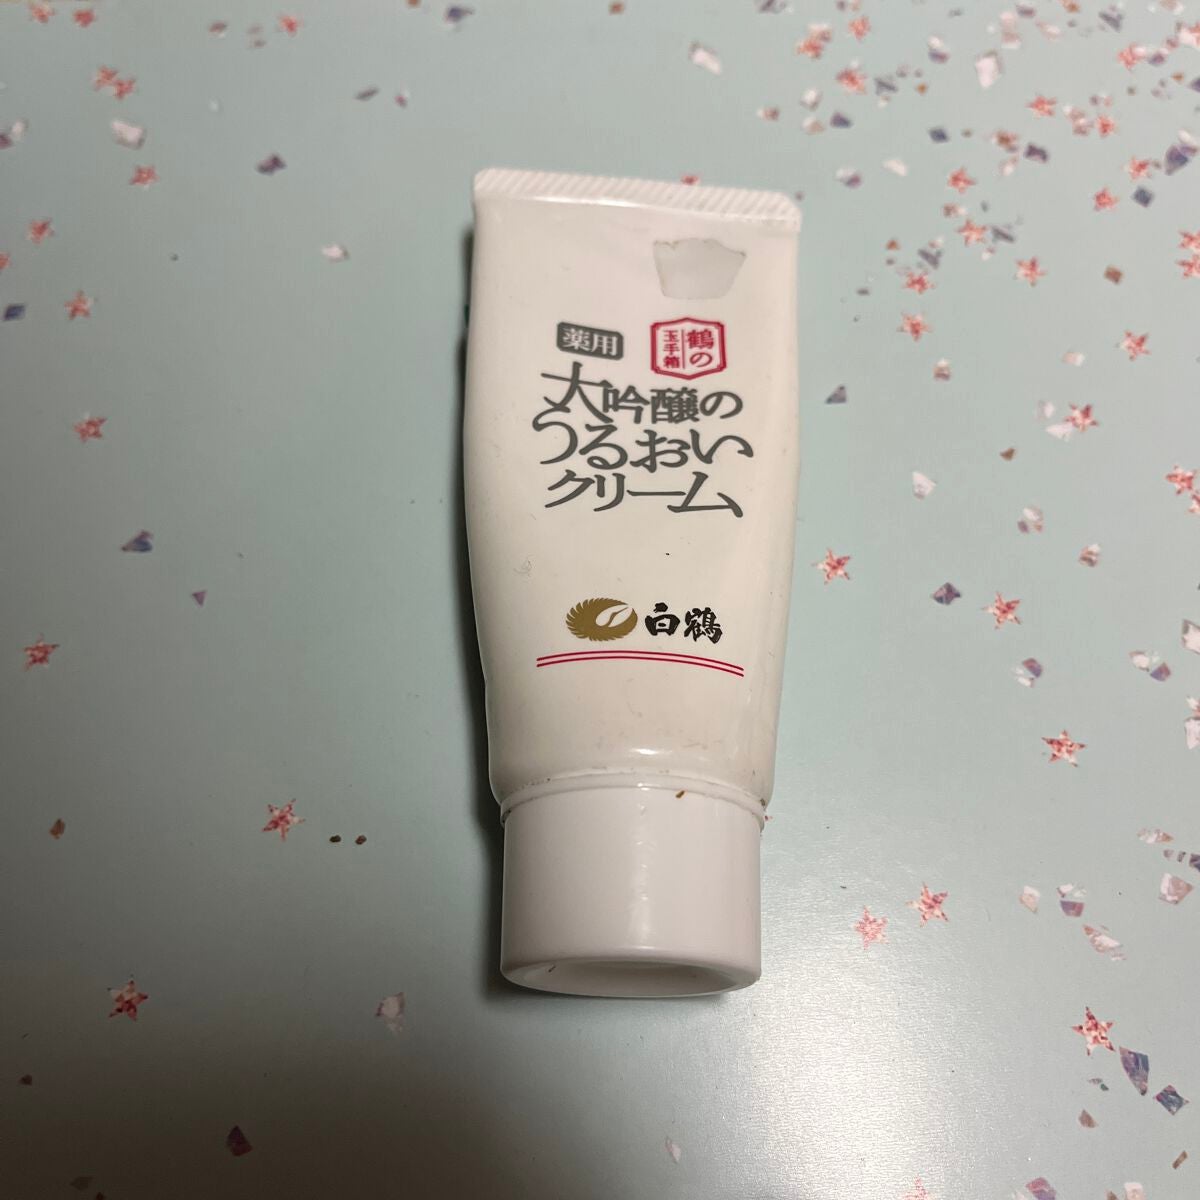 鶴の
玉手箱
薬用
大吟醸の
うるおい
クリーム
白鶴